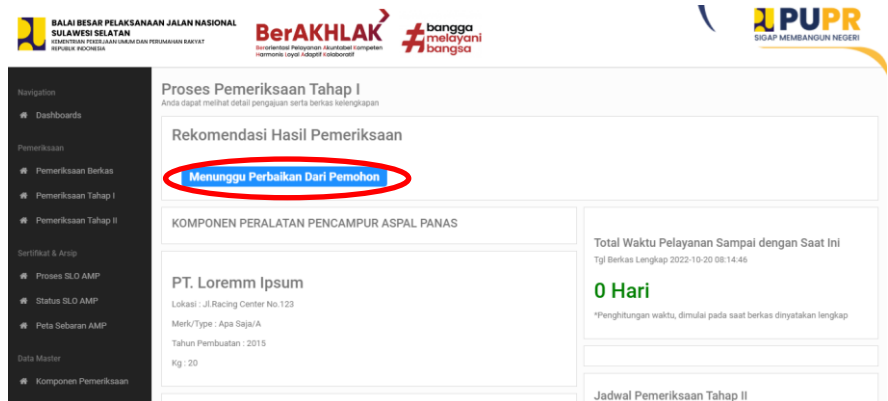 BALAI BESAR PELAKSANAAN JALAN NASIONAL
SULAWESI SELATAN
KEMENTRIAN PEKERJAAN UMUM DAN PERUMAHAN RAKYAT
REPUBLIK INDONESIA
BerAKHLAK
Berorientasi Pelayanan Akuntabel Kompeten
Harmonis Loyal Adaptif Kolaboratif
#bangga
melayani
bangsa
PUPR
SIGAP MEMBANGUN NEGERI
Navigation
Dashboards
Pemeriksaan
Pemeriksaan Berkas
Pemeriksaan Tahap I
Pemeriksaan Tahap II
Sertifikat & Arsip
Proses SLO AMP
Status SLO AMP
Peta Sebaran AMP
Data Master
Komponen Pemeriksaan
Proses Pemeriksaan Tahap I
Anda dapat melihat detail pengajuan serta berkas kelengkapan
Rekomendasi Hasil Pemeriksaan
Menunggu Perbaikan Dari Pemohon
KOMPONEN PERALATAN PENCAMPUR ASPAL PANAS
PT. Loremm Ipsum
Lokasi : Jl.Racing Center No.123
Merk/Type : Apa Saja/A
Tahun Pembuatan : 2015
Kg : 20
Total Waktu Pelayanan Sampai dengan Saat Ini
Tgl Berkas Lengkap 2022-10-20 08:14:46
0 Hari
*Penghitungan waktu, dimulai pada saat berkas dinyatakan lengkap
Jadwal Pemeriksaan Tahap II